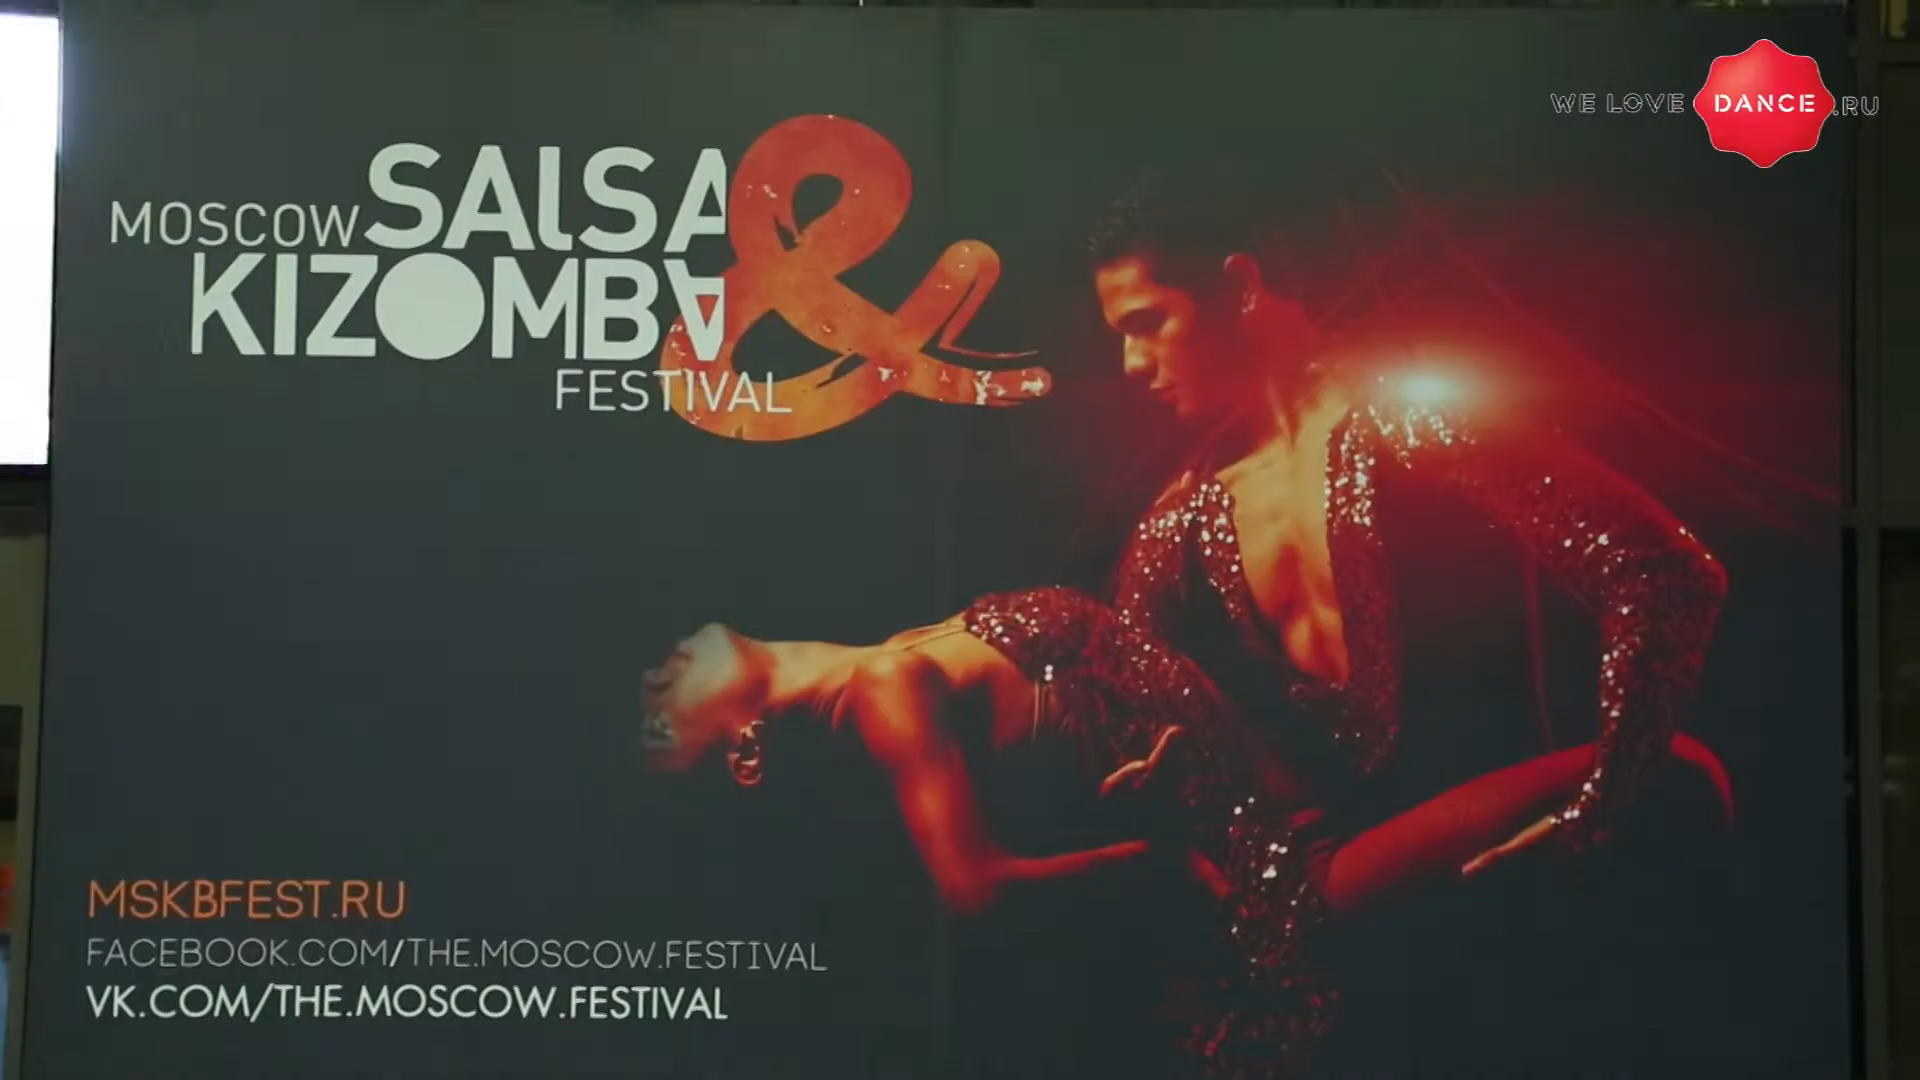 WE LOVE DANCE.RU
MOSCOW SALSA &
KIZOMBA
FESTIVAL
MSKBFEST.RU
FACEBOOK.COM/THE.MOSCOW.FESTIVAL
VK.COM/THE.MOSCOW.FESTIVAL